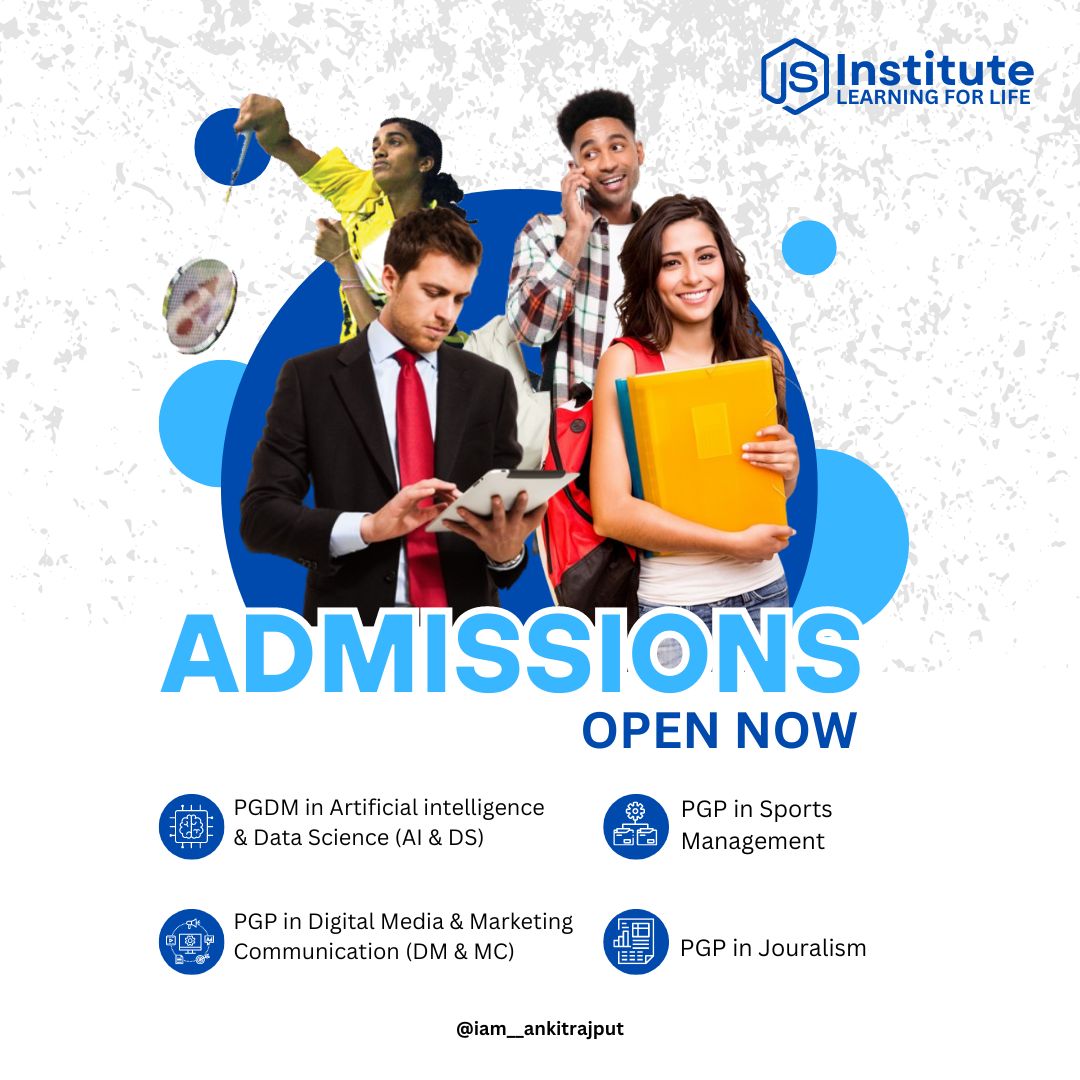 JS Institute
LEARNING FOR LIFE
ADMISSIONS
OPEN NOW
PGDM in Artificial intelligence
& Data Science (AI & DS)
PGP in Sports
Management
PGP in Digital Media & Marketing
Communication (DM & MC)
PGP in Jouralism
@iam__ankitrajput